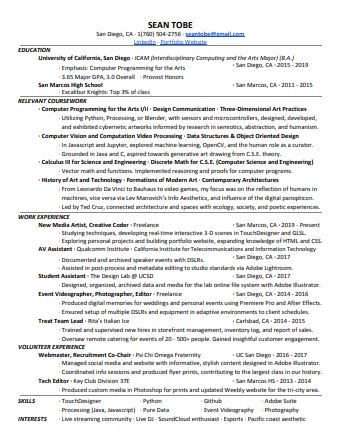 SEAN TOBE
San Diego, CA · 1(760) 504-2756 · seantobe@gmail.com
LinkedIn · Portfolio Website
EDUCATION
University of California, San Diego · ICAM (Interdisciplinary Computing and the Arts Major) (B.A.)
· Emphasis: Computer Programming for the Arts · San Diego, CA · 2015 - 2019
· 3.65 Major GPA, 3.0 Overall · Provost Honors
San Marcos High School · San Marcos, CA · 2011 - 2015
· Excalibur Knights: Top 3% of class
RELEVANT COURSEWORK
· Computer Programming for the Arts I/II · Design Communication · Three-Dimensional Art Practices
· Utilizing Python, Processing, or Blender, with sensors and microcontrollers, designed, developed,
and exhibited cybernetic artworks informed by research in semiotics, abstraction, and humanism.
· Computer Vision and Computation Video Processing · Data Structures & Object Oriented Design
· In Javascript and Jupyter, explored machine learning, OpenCV, and the human role as a curator.
Grounded in Java and C, aspired towards generative art drawing from C.S.E. theory.
· Calculus III for Science and Engineering · Discrete Math for C.S.E. (Computer Science and Engineering)
· Vector math and functions. Implemented reasoning and proofs for computer programs.
· History of Art and Technology · Formations of Modern Art · Contemporary Architectures
· From Leonardo Da Vinci to Bauhaus to video games, my focus was on the reflection of humans in
machines, vice versa via Lev Manovich's Info Aesthetics, and influence of the digital panopticon.
· Led by Ted Cruz, connected architecture and spaces with ecology, society, and poetic experiences.
WORK EXPERIENCE
New Media Artist, Creative Coder · Freelance · San Marcos, CA · 2019 - Present
· Studying techniques, developing real-time interactive 3-D scenes in TouchDesigner and GLSL.
· Exploring personal projects and building portfolio website, expanding knowledge of HTML and CSS.
AV Assistant · Qualcomm Institute · California Institute for Telecommunications and Information Technology
· Documented and archived speaker events with DSLRs. · San Diego, CA · 2017
· Assisted in post-process and metadata editing to studio standards via Adobe Lightroom.
Student Assistant · The Design Lab @ UCSD · San Diego, CA · 2017
· Designed, organized, archived data and media for the lab online file system with Adobe Illustrator.
Event Videographer, Photographer, Editor · Freelance · San Diego, CA · 2014 - 2016
· Produced digital memories for weddings and personal events using Premiere Pro and After Effects.
· Ensured setup of multiple DSLRs and equipment in adaptive environments to client schedules.
Treat Team Lead · Rita's Italian Ice · Carlsbad, CA · 2014 - 2015
· Trained and supervised new hires in storefront management, inventory log, and report of sales.
· Oversaw remote catering for events of 20 - 500+ people. Gained insightful customer engagement.
VOLUNTEER EXPERIENCE
Webmaster, Recruitment Co-Chair · Psi Chi Omega Fraternity · UC San Diego · 2016 - 2017
· Managed social media and website with informative, stylish content designed in Adobe Illustrator.
· Coordinated info sessions and produced flyer prints, contributing to the largest class in our history.
Tech Editor · Key Club Division 37E · San Marcos HS · 2013 - 2014
· Produced custom media in Photoshop for prints and updated Weebly website for the tri-city area.
SKILLS · TouchDesigner · Python · Github · Adobe Suite
· Processing (Java, Javascript) · Pure Data · Event Videography · Photography
INTERESTS · Live streaming community · Live DJ · SoundCloud enthusiast · Esports · Pacific coast aesthetic